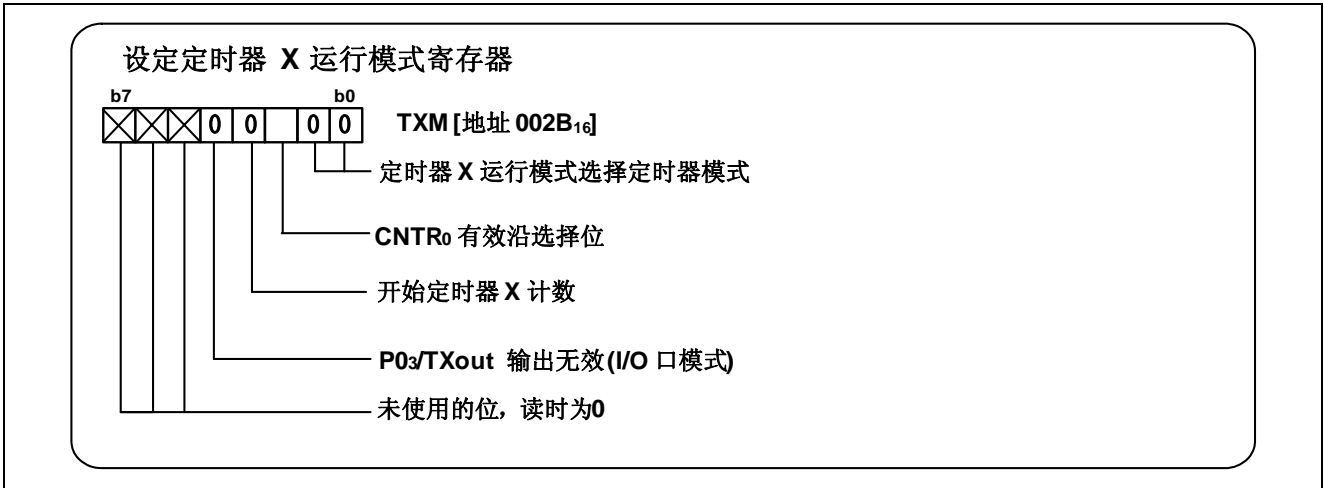 设定定时器 X 运行模式寄存器
b7 b0
0 0 0 0 TXM [地址 002B₁₆]
定时器 X 运行模式选择定时器模式
CNTR₀ 有效沿选择位
开始定时器 X 计数
P0₃/TXout 输出无效(I/O 口模式)
未使用的位，读时为0